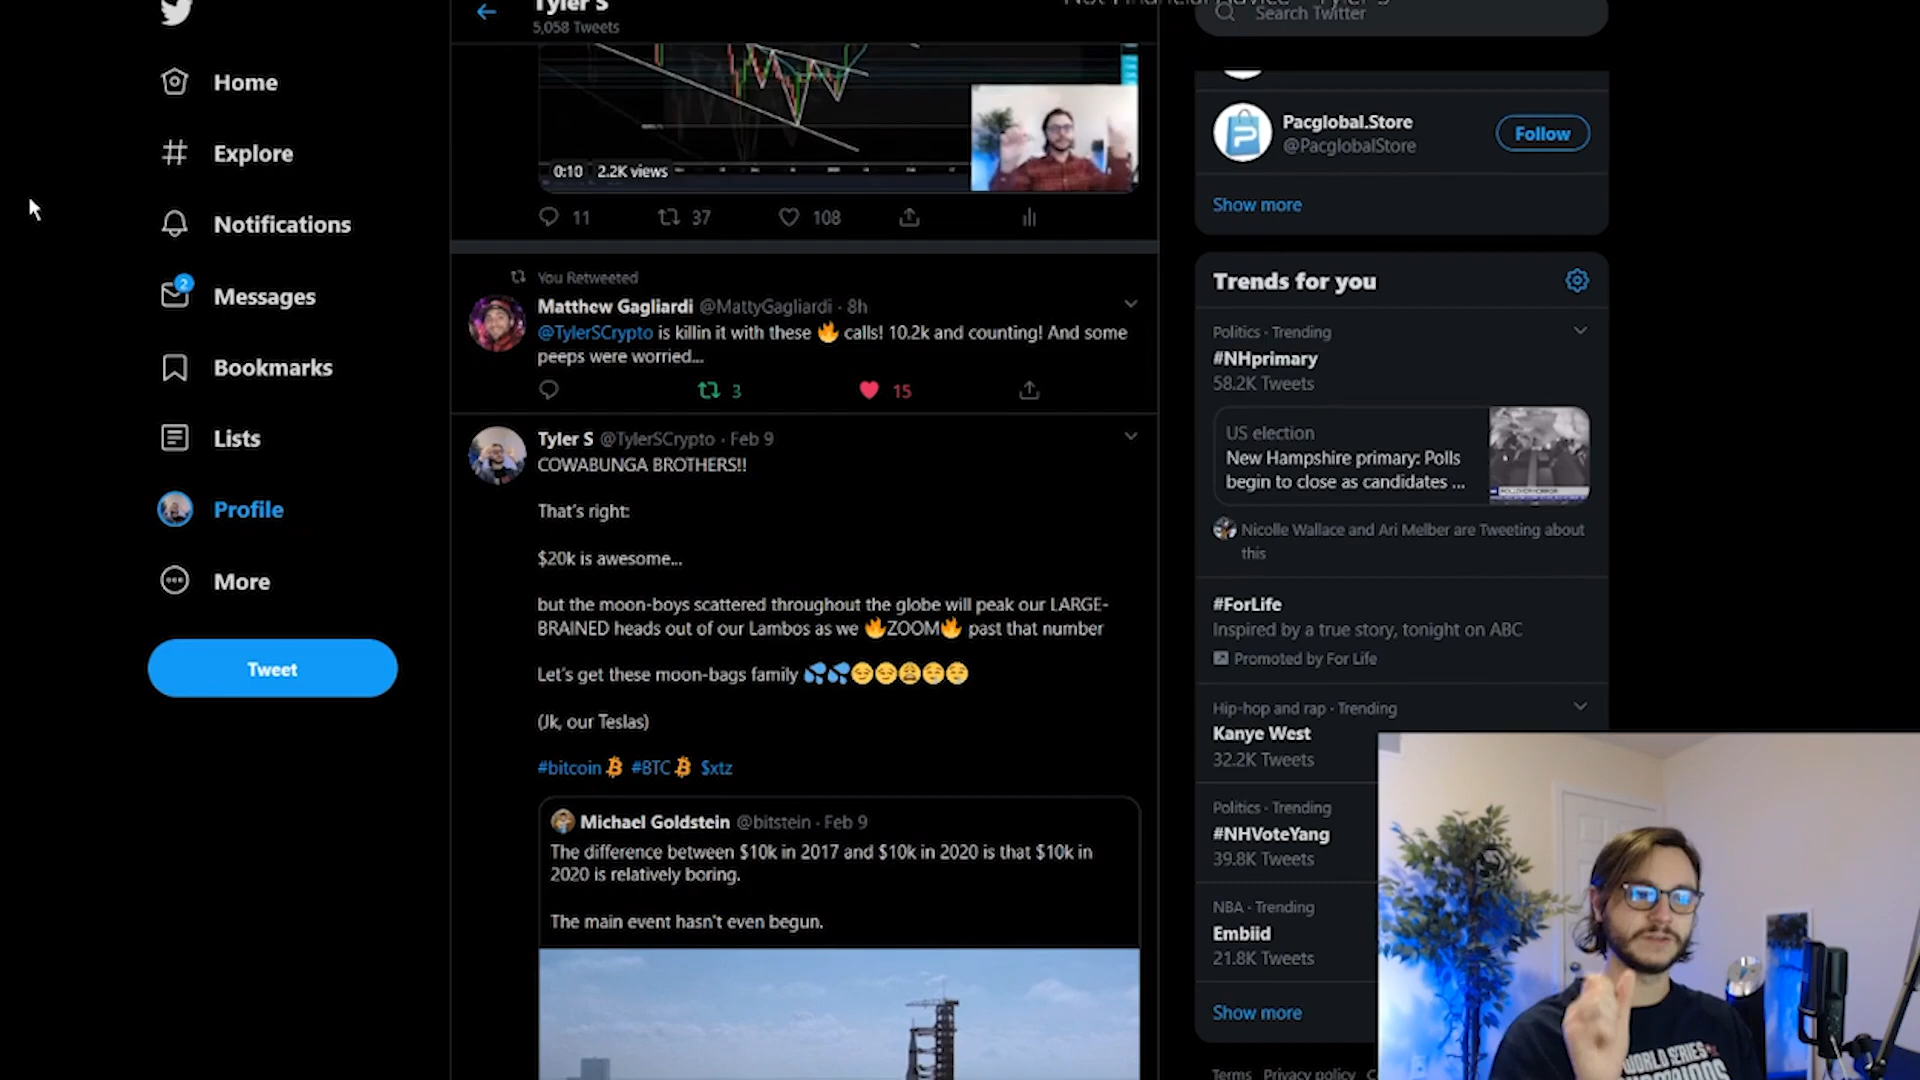 Tyler S
5,058 Tweets
Not Financial Advice - Tyler S
Search Twitter
Home
Explore
Notifications
2
Messages
Bookmarks
Lists
Profile
More
Tweet
0:10 2.2K views
11 37 108
You Retweeted
Matthew Gagliardi @MattyGagliardi · 8h
@TylerSCrypto is killin it with these 🔥 calls! 10.2k and counting! And some
peeps were worried...
3 15
Tyler S @TylerSCrypto · Feb 9
COWABUNGA BROTHERS!!
That's right:
$20k is awesome...
but the moon-boys scattered throughout the globe will peak our LARGE-
BRAINED heads out of our Lambos as we 🔥ZOOM🔥 past that number
Let's get these moon-bags family 💦💦😏😏😩🤤🤤
(Jk, our Teslas)
#bitcoin #BTC $xtz
Michael Goldstein @bitstein · Feb 9
The difference between $10k in 2017 and $10k in 2020 is that $10k in
2020 is relatively boring.
The main event hasn't even begun.
Pacglobal.Store
@PacglobalStore
Follow
Show more
Trends for you
Politics · Trending
#NHprimary
58.2K Tweets
US election
New Hampshire primary: Polls
begin to close as candidates ...
Nicolle Wallace and Ari Melber are Tweeting about
this
#ForLife
Inspired by a true story, tonight on ABC
Promoted by For Life
Hip-hop and rap · Trending
Kanye West
32.2K Tweets
Politics · Trending
#NHVoteYang
39.8K Tweets
NBA · Trending
Embiid
21.8K Tweets
Show more
Terms Privacy policy
WORLD SERIES